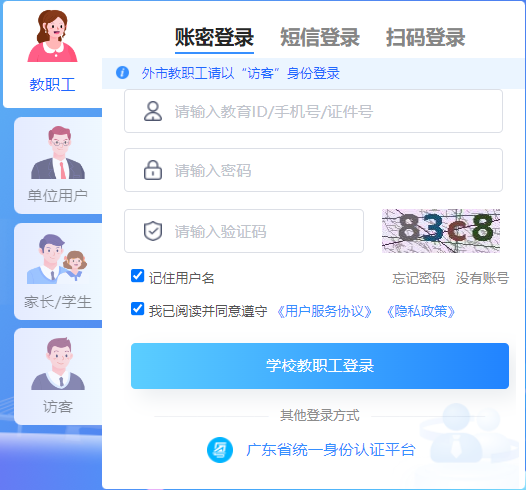 教职工
单位用户
家长/学生
访客
账密登录 短信登录 扫码登录
外市教职工请以“访客”身份登录
请输入教育ID/手机号/证件号
请输入密码
请输入验证码 83c8
记住用户名 忘记密码 没有账号
我已阅读并同意遵守 《用户服务协议》 《隐私政策》
学校教职工登录
其他登录方式
广东省统一身份认证平台